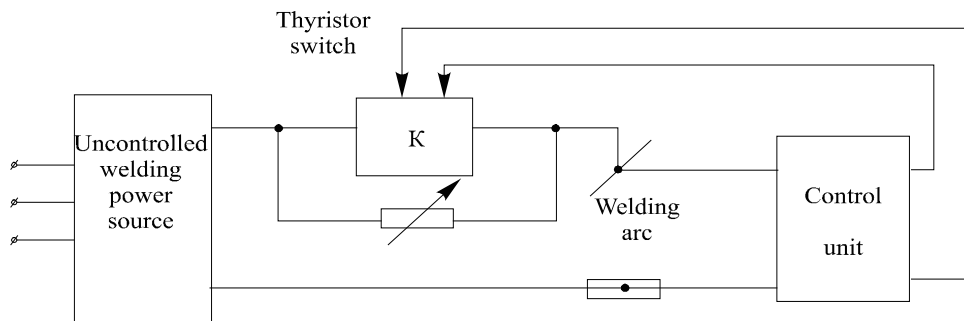 Thyristor
switch
Uncontrolled
welding
power
source
К
Welding
arc
Control
unit